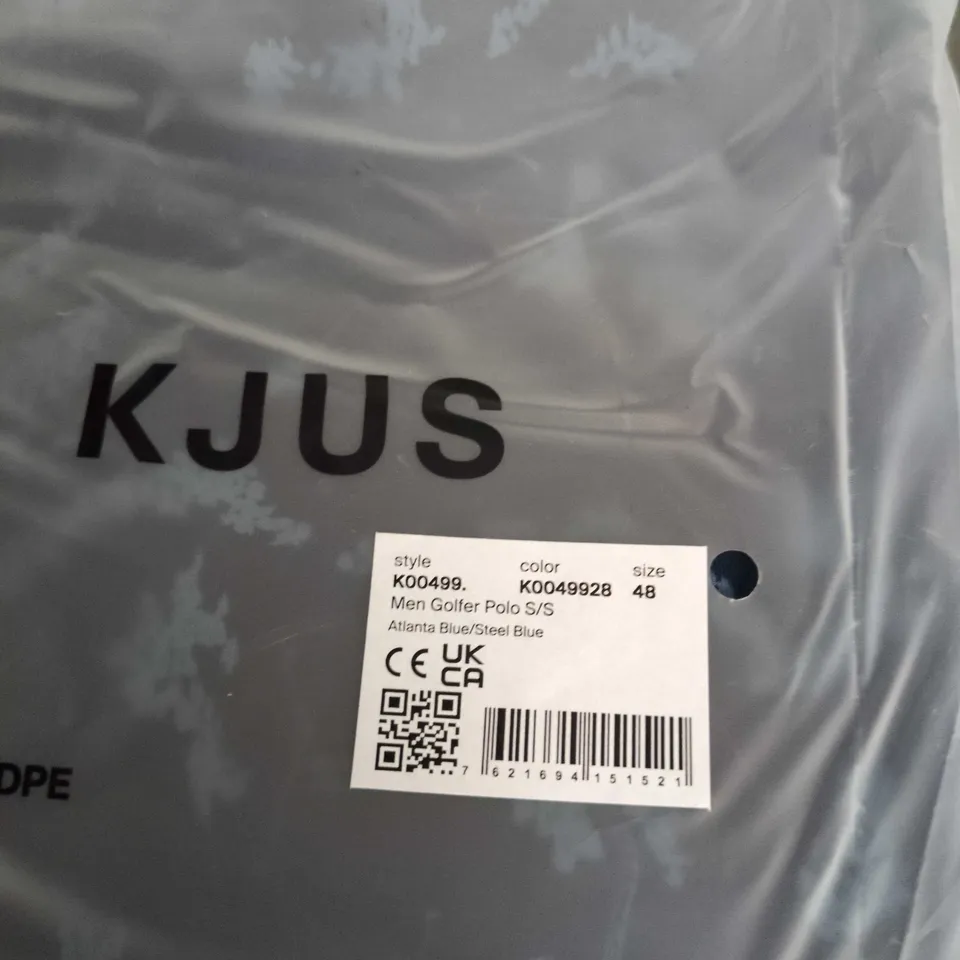 KJUS
style color size
K00499. K0049928 48
Men Golfer Polo S/S
Atlanta Blue/Steel Blue
CE UK
CA
7 621694 151521
DPE